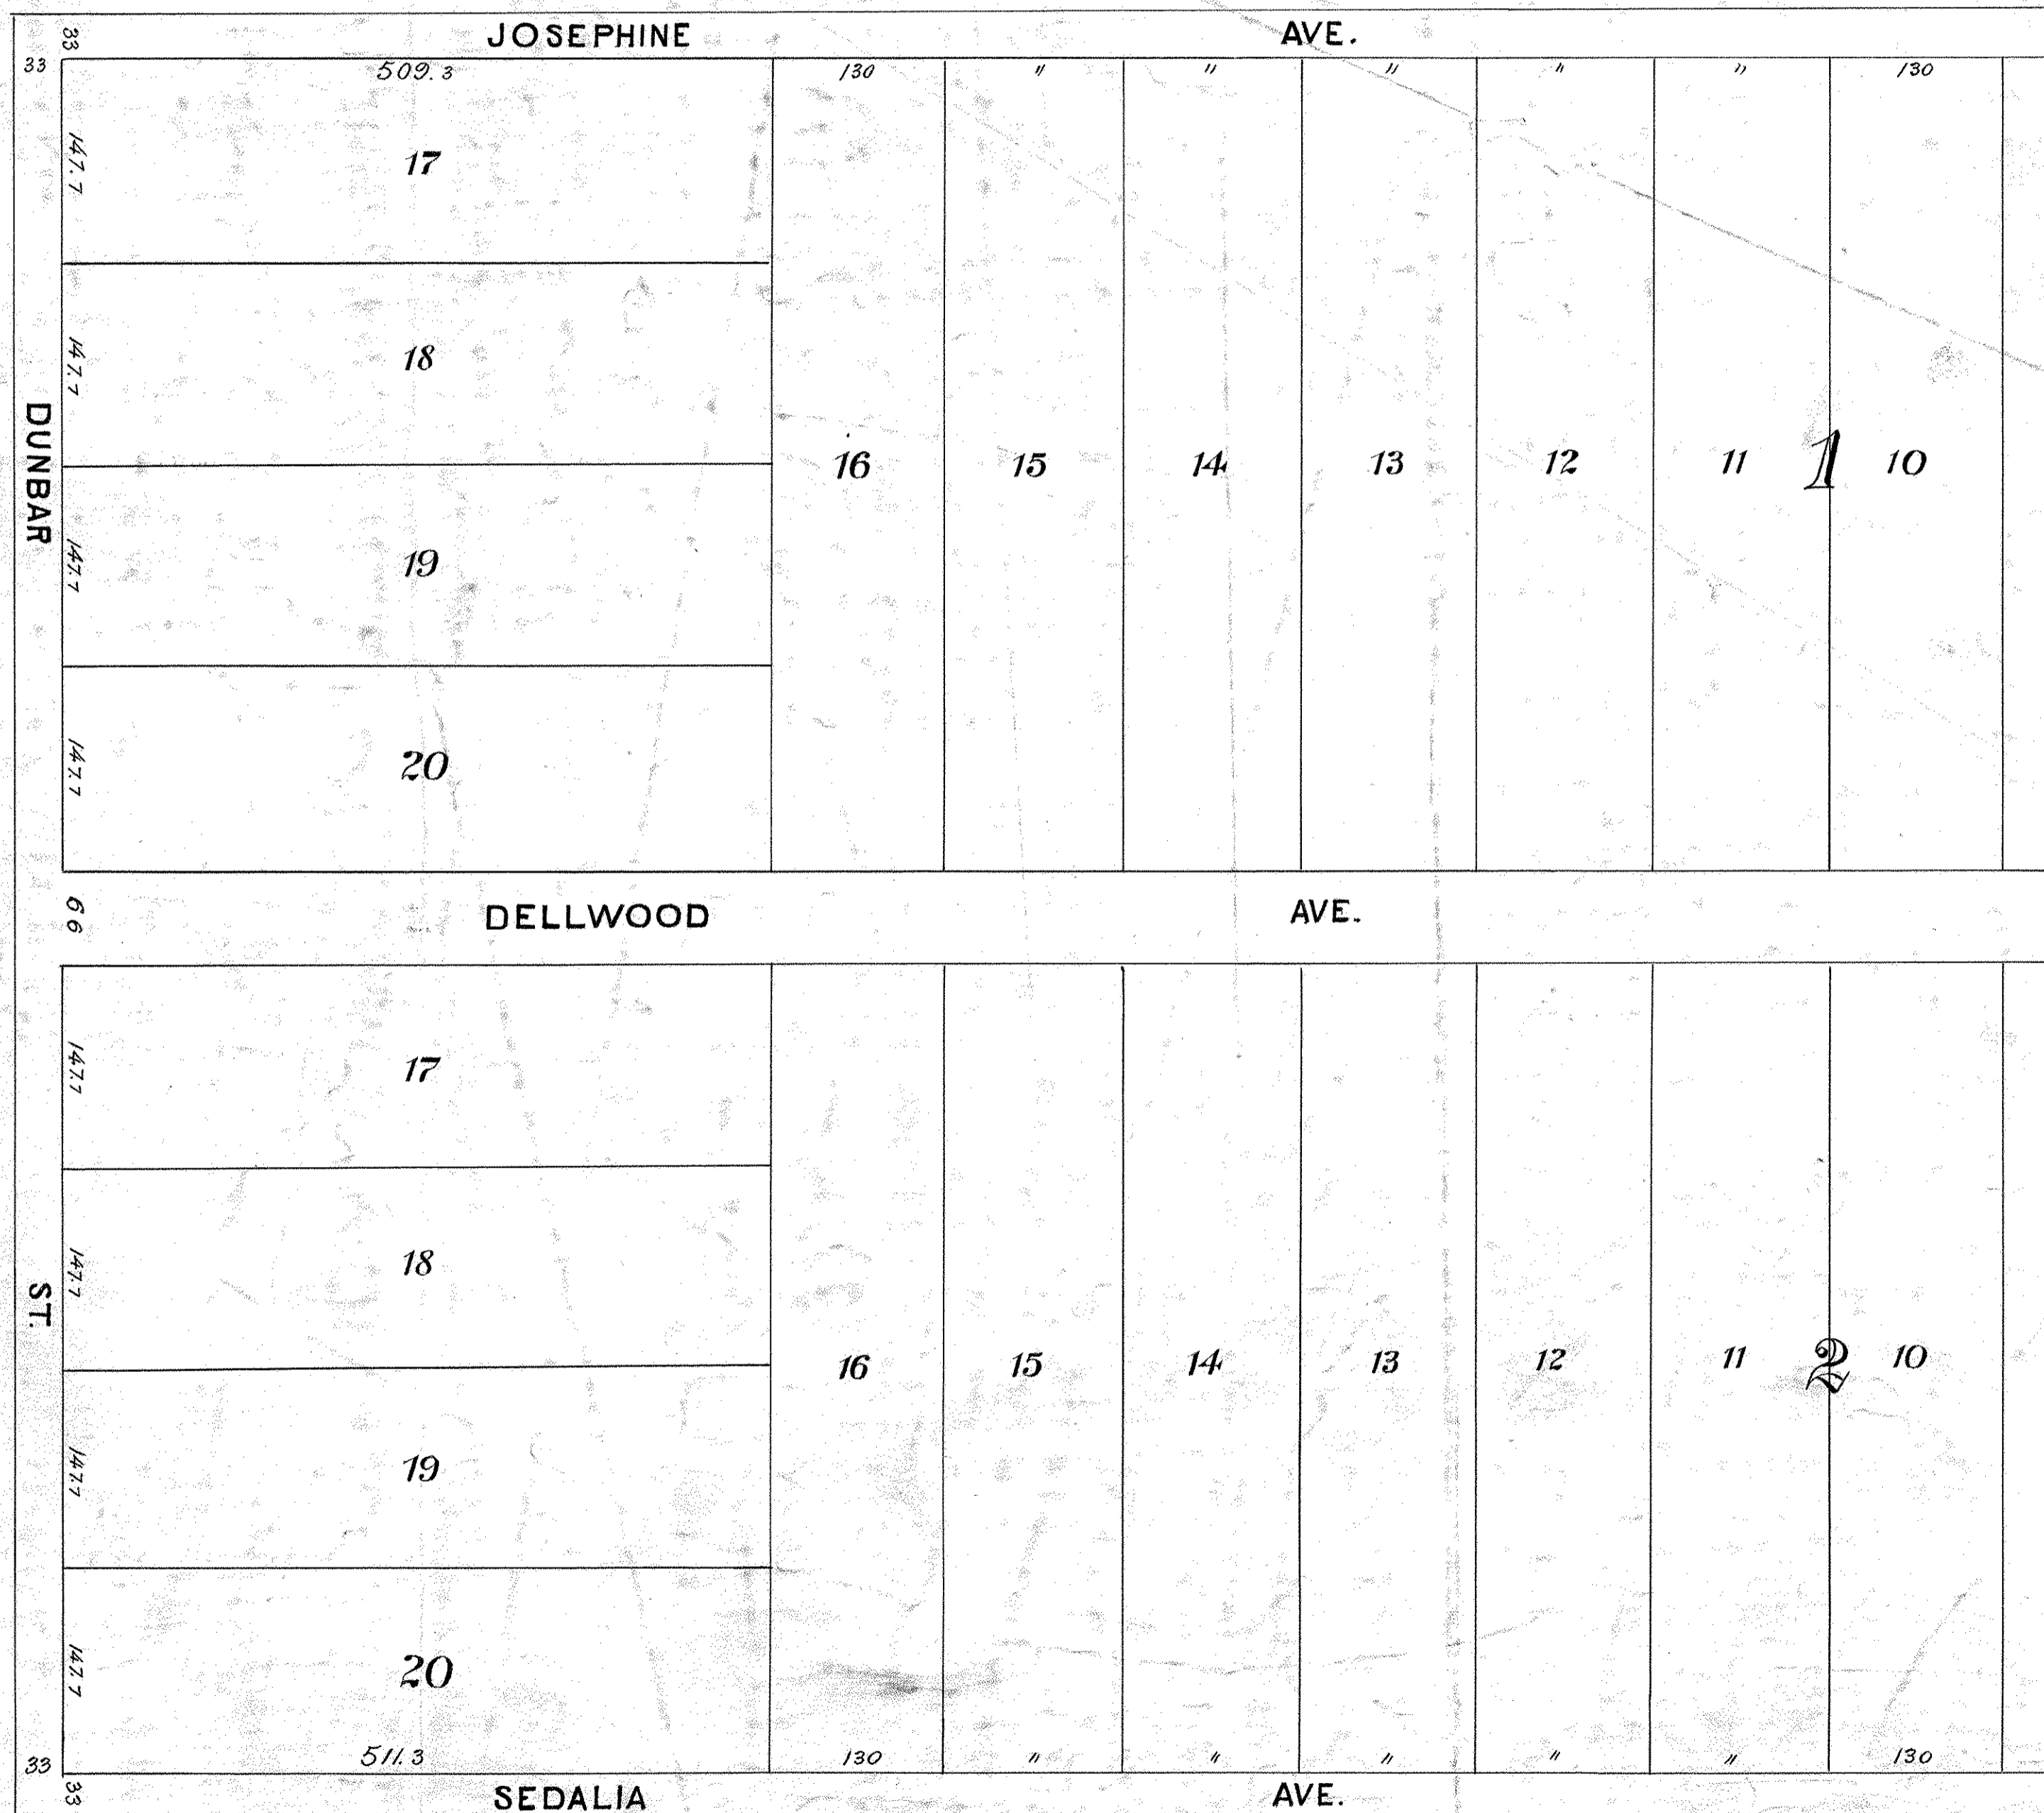 JOSEPHINE AVE.
33
33 509.3 130 " " " " " 130
147.7
17
147.7
18
DUNBAR ST.
16 15 14 13 12 11 1 10
147.7
19
147.7
20
66
DELLWOOD AVE.
147.7
17
147.7
18
16 15 14 13 12 11 2 10
147.7
19
147.7
20
33 511.3 130 " " " " " 130
33
SEDALIA AVE.